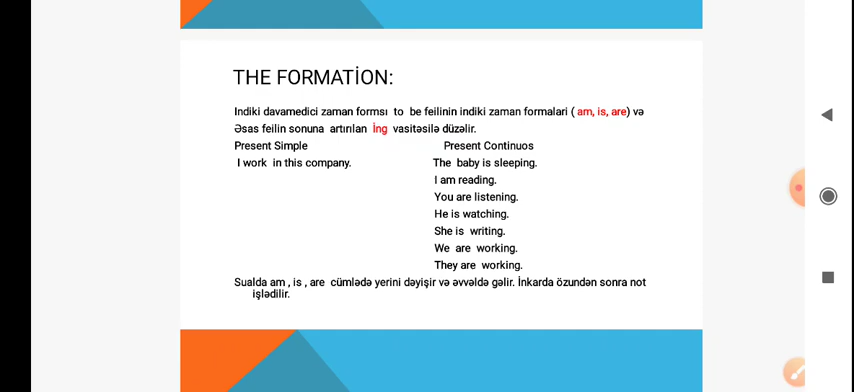 THE FORMATİON:
Indiki davamedici zaman formsı to be feilinin indiki zaman formalari ( am, is, are) və
Əsas feilin sonuna artırılan İng vasitəsilə düzəlir.
Present Simple Present Continuos
I work in this company. The baby is sleeping.
I am reading.
You are listening.
He is watching.
She is writing.
We are working.
They are working.
Sualda am , is , are cümlədə yerini dəyişir və əvvəldə gəlir. İnkarda özundən sonra not
işlədilir.